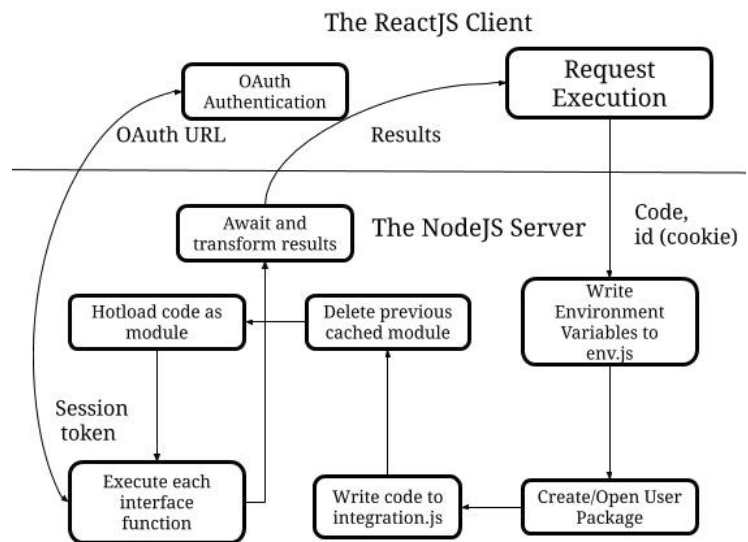 The ReactJS Client
OAuth
Authentication
Request
Execution
OAuth URL
Results
Await and
transform results
The NodeJS Server
Code,
id (cookie)
Hotload code as
module
Delete previous
cached module
Write
Environment
Variables to
env.js
Session
token
Execute each
interface
function
Write code to
integration.js
Create/Open User
Package